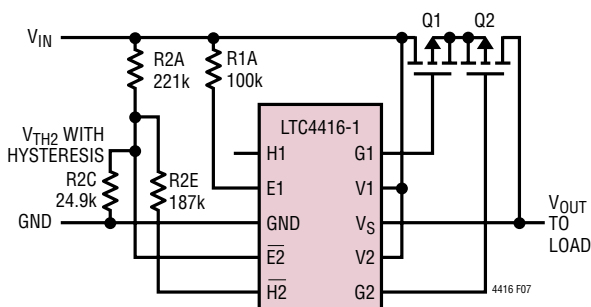 Q1 Q2
VIN
R2A
221k
R1A
100k
LTC4416-1
VTH2 WITH
HYSTERESIS
H1
G1
R2C
24.9k
R2E
187k
E1
V1
GND
GND
VS
VOUT
TO
LOAD
E2
V2
H2
G2
4416 F07